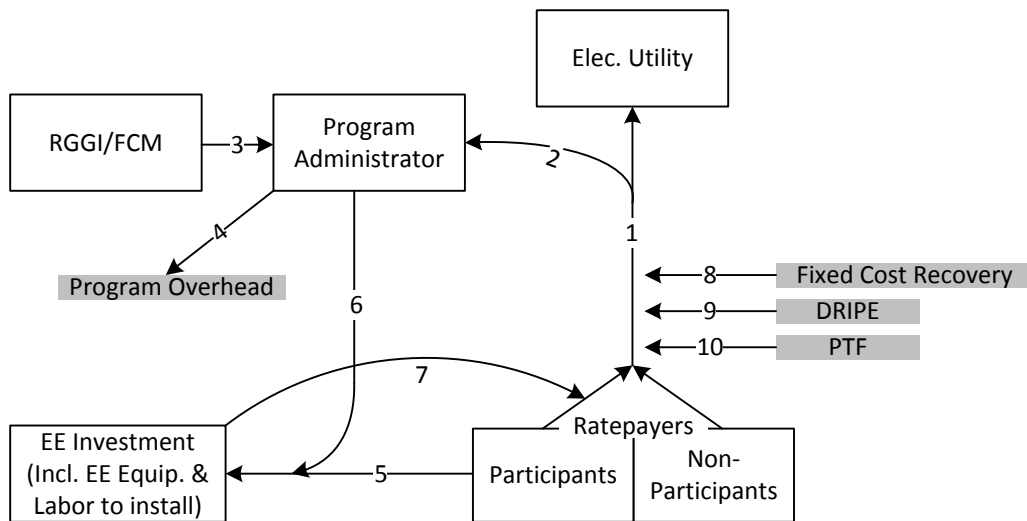 Elec. Utility
RGGI/FCM
3
Program
Administrator
2
4
1
Program Overhead
8
Fixed Cost Recovery
6
9
DRIPE
10
PTF
7
EE Investment
(Incl. EE Equip. &
Labor to install)
5
Ratepayers
Participants
Non-
Participants